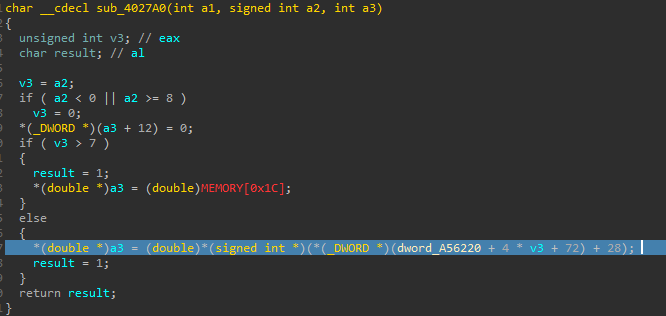 char __cdecl sub_4027A0(int a1, signed int a2, int a3)
{
unsigned int v3; // eax
char result; // al
v3 = a2;
if ( a2 < 0 || a2 >= 8 )
v3 = 0;
*(_DWORD *)(a3 + 12) = 0;
if ( v3 > 7 )
{
result = 1;
*(double *)a3 = (double)MEMORY[0x1C];
}
else
{
*(double *)a3 = (double)*(signed int *)(*(_DWORD *)(dword_A56220 + 4 * v3 + 72) + 28);
result = 1;
}
return result;
}